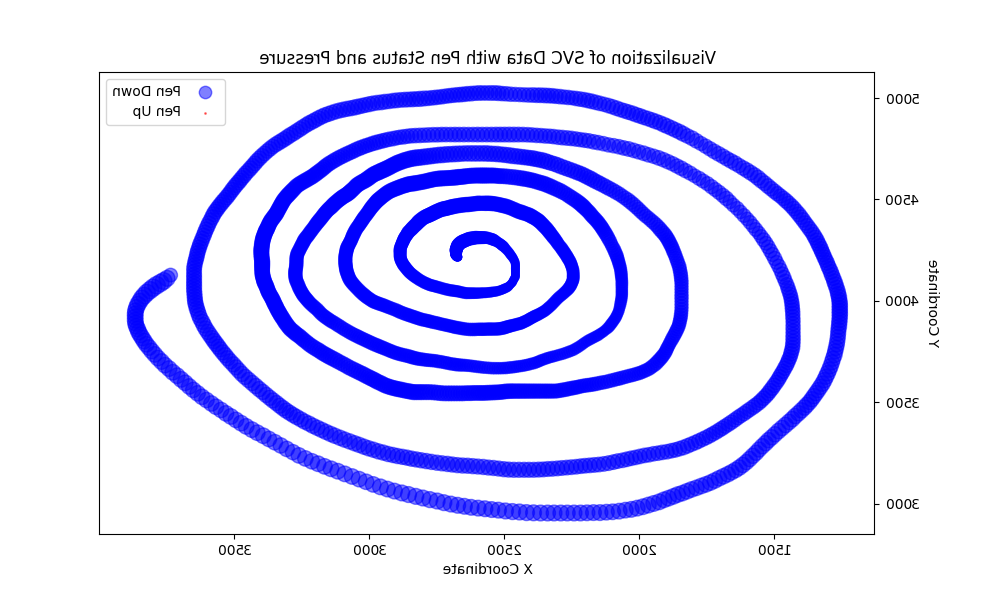 Visualization of SVC Data with Pen Status and Pressure
Pen Down
Pen Up
5000
4500
4000
3500
3000
Y Coordinate
1500
2000
2500
3000
3500
X Coordinate